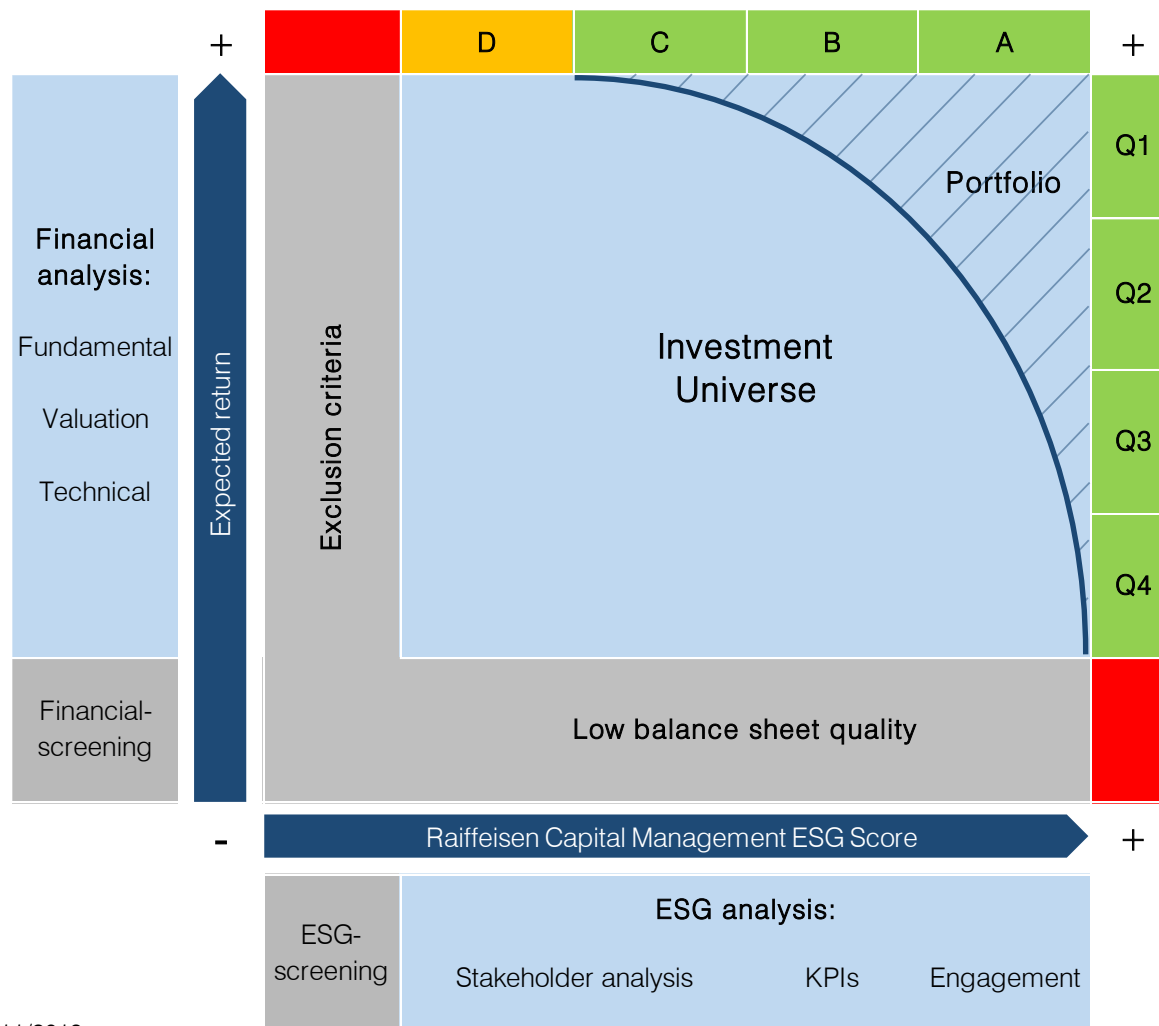 +
D
C
B
A
+
Financial
analysis:
Fundamental
Valuation
Technical
Expected return
Exclusion criteria
Investment
Universe
Portfolio
Q1
Q2
Q3
Q4
Financial-
screening
Low balance sheet quality
-
Raiffeisen Capital Management ESG Score
+
ESG-
screening
ESG analysis:
Stakeholder analysis KPIs Engagement